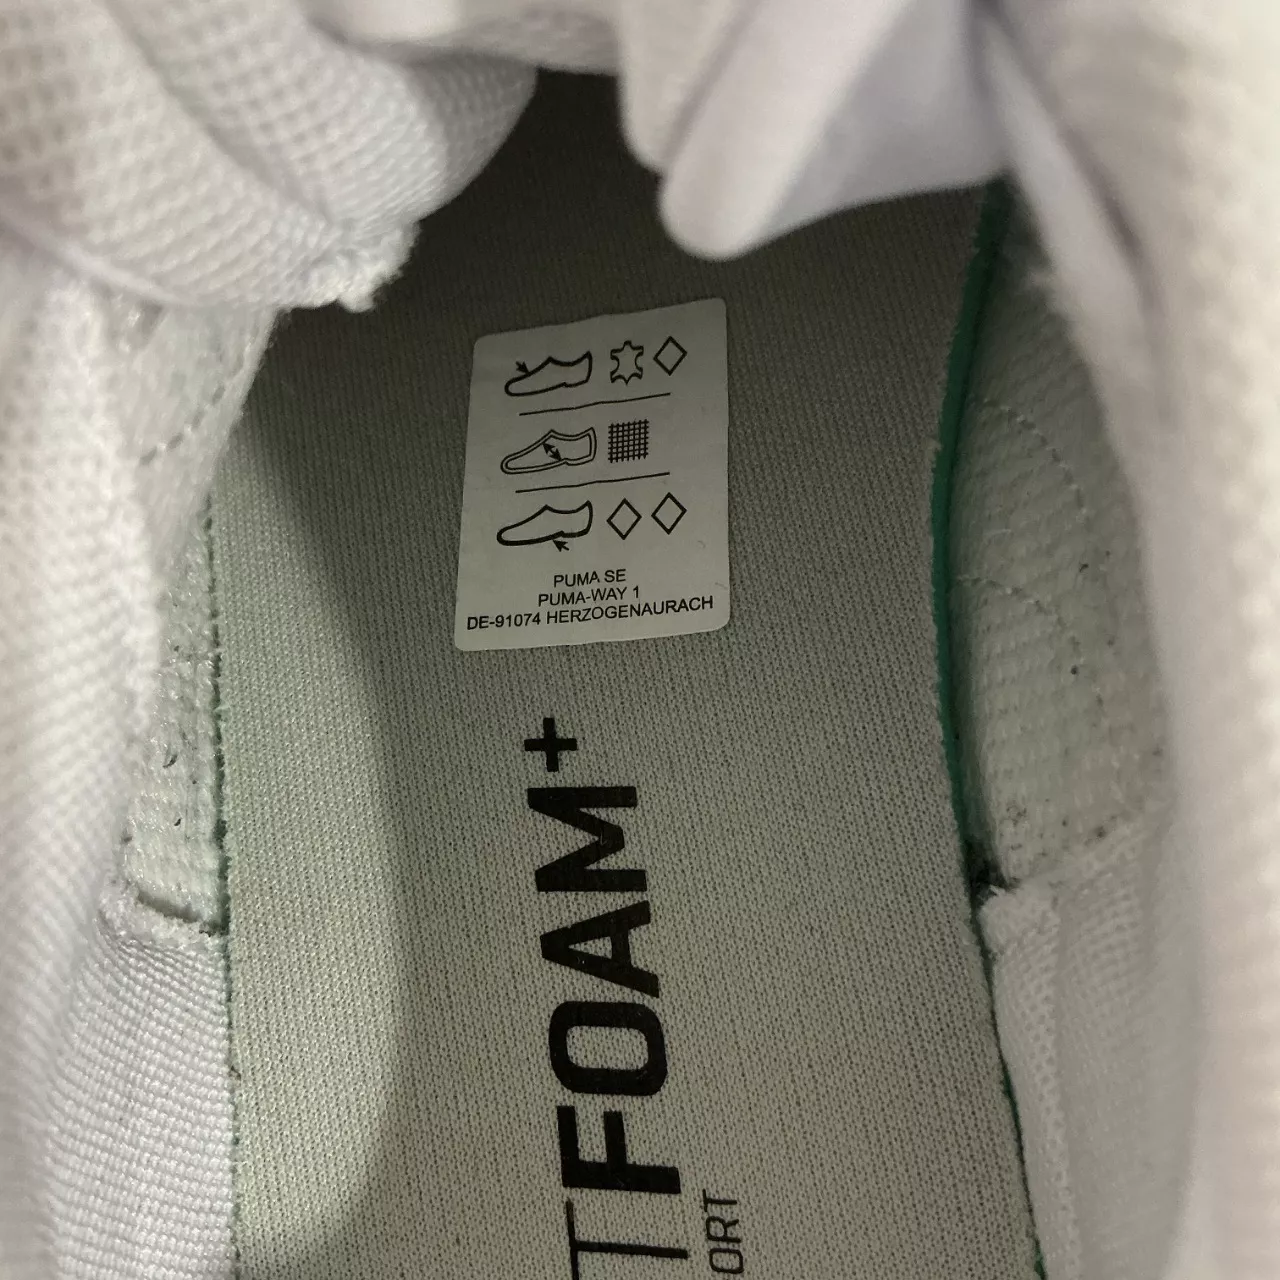 PUMA SE
PUMA-WAY 1
DE-91074 HERZOGENAURACH
TFOAM+
ORT